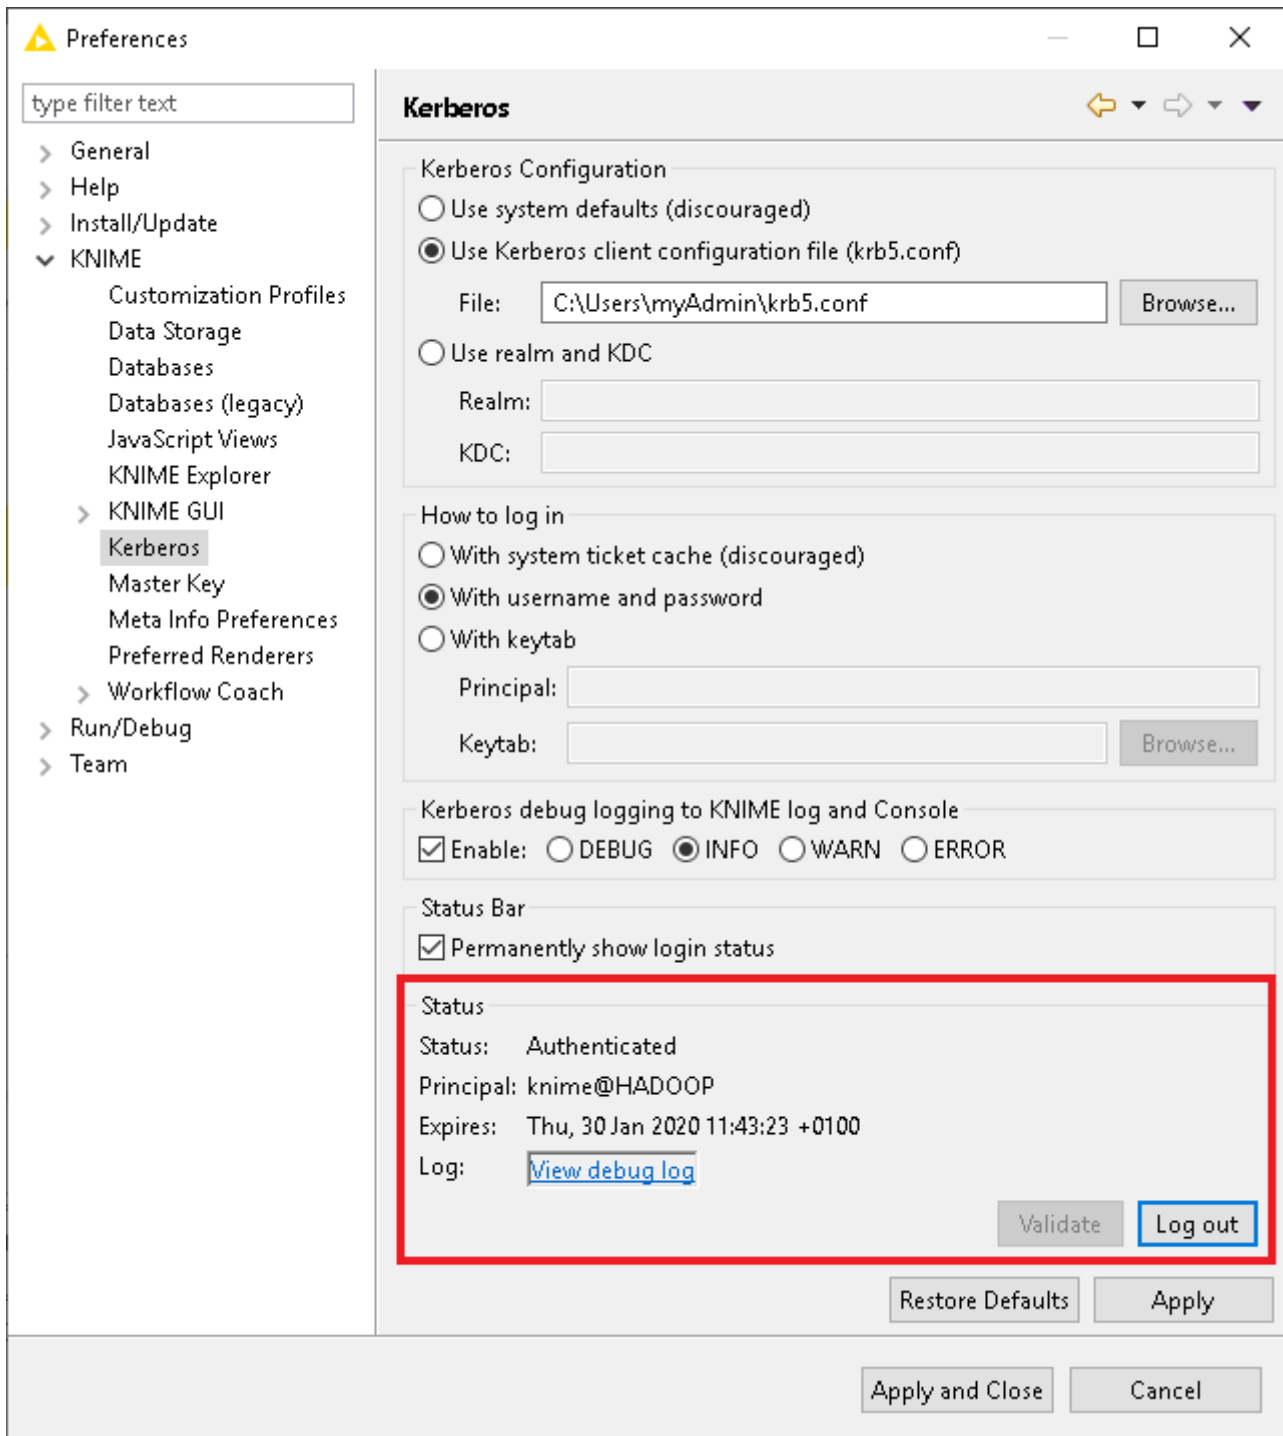 Preferences
type filter text
General
Help
Install/Update
KNIME
Customization Profiles
Data Storage
Databases
Databases (legacy)
JavaScript Views
KNIME Explorer
KNIME GUI
Kerberos
Master Key
Meta Info Preferences
Preferred Renderers
Workflow Coach
Run/Debug
Team
Kerberos
Kerberos Configuration
Use system defaults (discouraged)
Use Kerberos client configuration file (krb5.conf)
File: C:\Users\myAdmin\krb5.conf Browse...
Use realm and KDC
Realm:
KDC:
How to log in
With system ticket cache (discouraged)
With username and password
With keytab
Principal:
Keytab: Browse...
Kerberos debug logging to KNIME log and Console
Enable: DEBUG INFO WARN ERROR
Status Bar
Permanently show login status
Status
Status: Authenticated
Principal: knime@HADOOP
Expires: Thu, 30 Jan 2020 11:43:23 +0100
Log: View debug log
Validate Log out
Restore Defaults Apply
Apply and Close Cancel